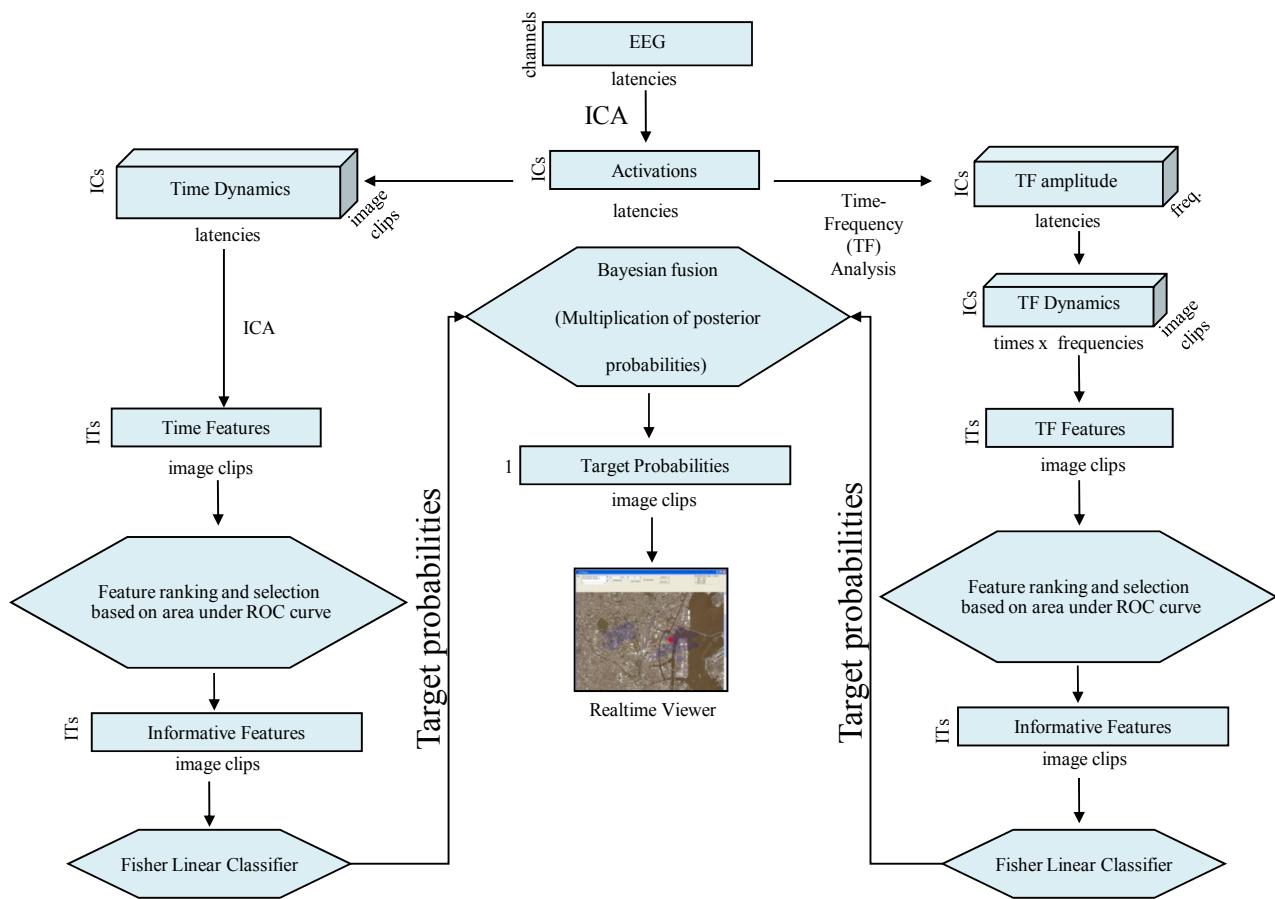 channels
EEG
latencies
ICA
ICs
Activations
latencies
ICs
Time Dynamics
image
clips
latencies
ICA
ITs
Time Features
image clips
Feature ranking and selection
based on area under ROC curve
ITs
Informative Features
image clips
Fisher Linear Classifier
Target probabilities
Bayesian fusion
(Multiplication of posterior
probabilities)
1
Target Probabilities
image clips
Realtime Viewer
Time-
Frequency
(TF)
Analysis
ICs
TF amplitude
freq.
latencies
ICs
TF Dynamics
image
clips
times x frequencies
ITs
TF Features
image clips
Feature ranking and selection
based on area under ROC curve
ITs
Informative Features
image clips
Fisher Linear Classifier
Target probabilities